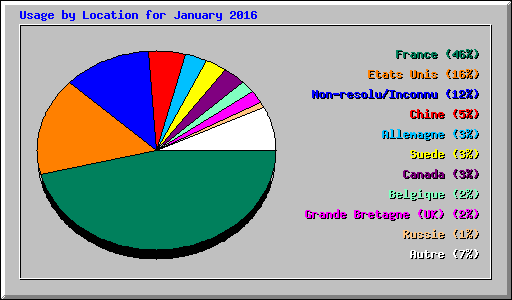 Usage by Location for January 2016
France (46%)
Etats Unis (16%)
Non-resolu/Inconnu (12%)
Chine (5%)
Allemagne (3%)
Suede (3%)
Canada (3%)
Belgique (2%)
Grande Bretagne (UK) (2%)
Russie (1%)
Autre (7%)